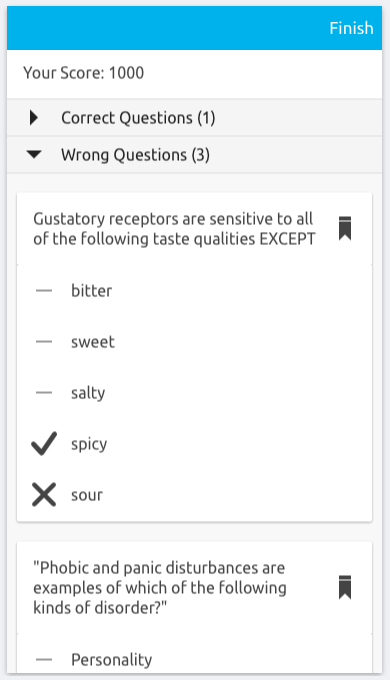 Finish
Your Score: 1000
Correct Questions (1)
Wrong Questions (3)
Gustatory receptors are sensitive to all
of the following taste qualities EXCEPT
bitter
sweet
salty
spicy
sour
"Phobic and panic disturbances are
examples of which of the following
kinds of disorder?"
Personality